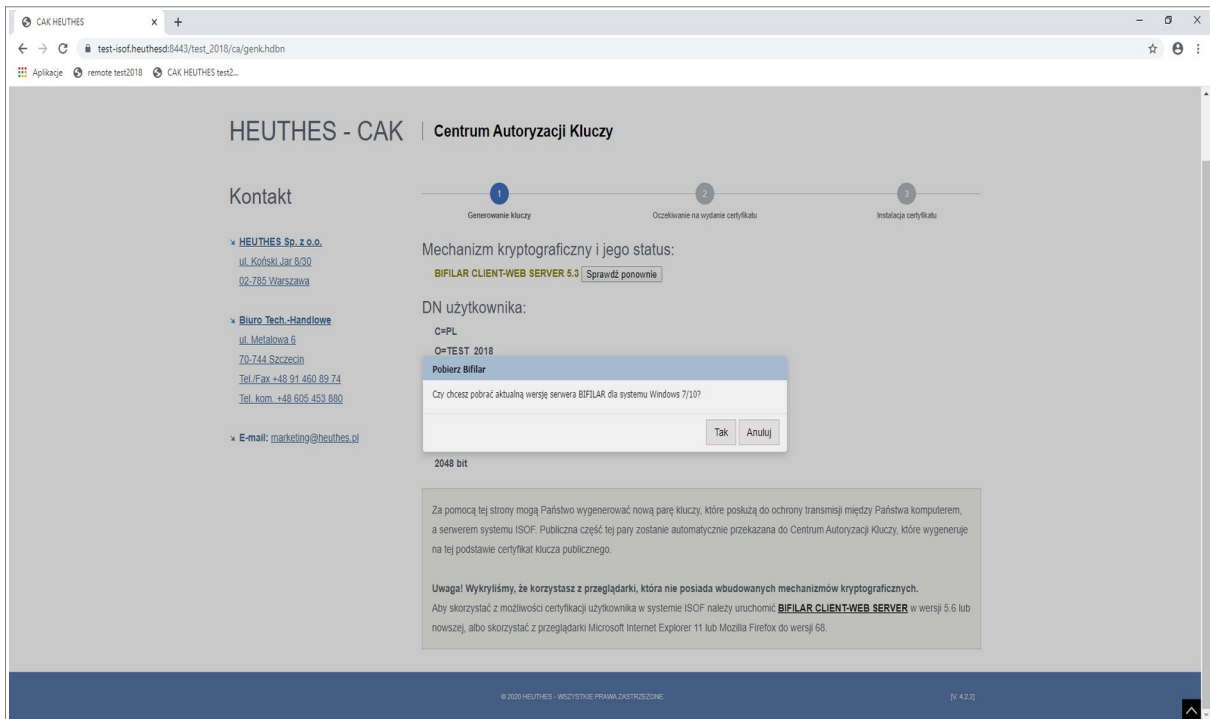 CAK HEUTHES
test-isof.heuthesd:8443/test_2018/ca/genk.hdbn
Aplikacje remote test2018 CAK HEUTHES test2...
HEUTHES - CAK | Centrum Autoryzacji Kluczy
Kontakt
HEUTHES Sp. z o.o.
ul. Koński Jar 8/30
02-785 Warszawa
Biuro Tech.-Handlowe
ul. Metalowa 6
70-744 Szczecin
Tel./Fax +48 91 460 89 74
Tel. kom. +48 605 453 880
E-mail: marketing@heuthes.pl
1 2 3
Generowanie kluczy Oczekiwanie na wydanie certyfikatu Instalacja certyfikatu
Mechanizm kryptograficzny i jego status:
BIFILAR CLIENT-WEB SERVER 5.3 Sprawdź ponownie
DN użytkownika:
C=PL
O=TEST 2018
Pobierz Bifilar
Czy chcesz pobrać aktualną wersję serwera BIFILAR dla systemu Windows 7/10?
Tak Anuluj
2048 bit
Za pomocą tej strony mogą Państwo wygenerować nową parę kluczy, które posłużą do ochrony transmisji między Państwa komputerem,
a serwerem systemu ISOF. Publiczna część tej pary zostanie automatycznie przekazana do Centrum Autoryzacji Kluczy, które wygeneruje
na tej podstawie certyfikat klucza publicznego.
Uwaga! Wykryliśmy, że korzystasz z przeglądarki, która nie posiada wbudowanych mechanizmów kryptograficznych.
Aby skorzystać z możliwości certyfikacji użytkownika w systemie ISOF należy uruchomić BIFILAR CLIENT-WEB SERVER w wersji 5.6 lub
nowszej, albo skorzystać z przeglądarki Microsoft Internet Explorer 11 lub Mozilla Firefox do wersji 68.
© 2020 HEUTHES - WSZYSTKIE PRAWA ZASTRZEŻONE. [V. 4.2.2]